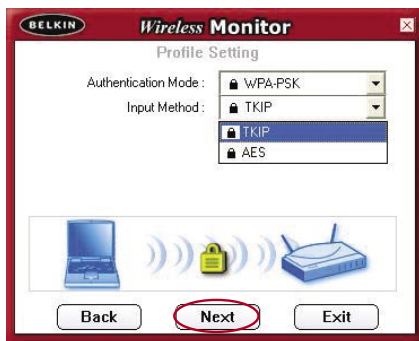 BELKIN Wireless Monitor
Profile Setting
Authentication Mode : WPA-PSK
Input Method : TKIP
TKIP
AES
Back Next Exit